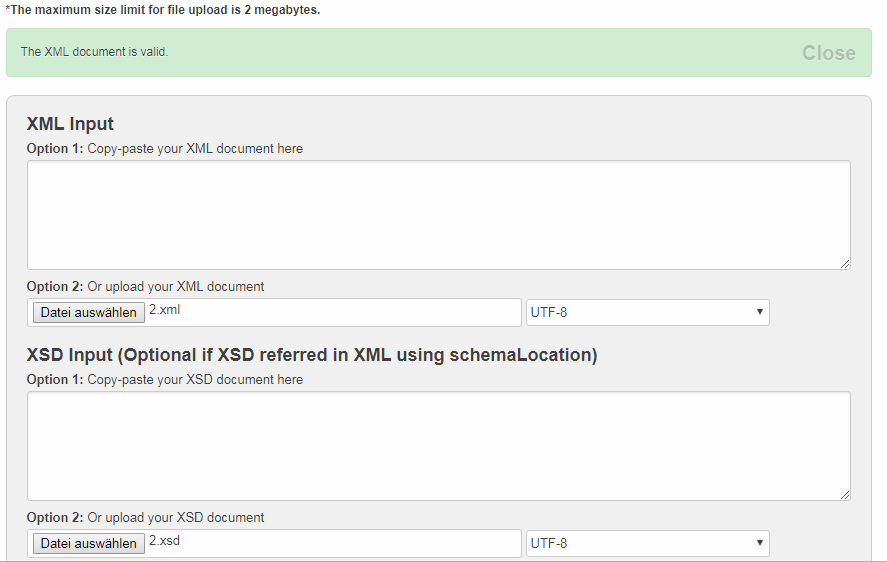 *The maximum size limit for file upload is 2 megabytes.
The XML document is valid. Close
XML Input
Option 1: Copy-paste your XML document here
Option 2: Or upload your XML document
Datei auswählen 2.xml UTF-8
XSD Input (Optional if XSD referred in XML using schemaLocation)
Option 1: Copy-paste your XSD document here
Option 2: Or upload your XSD document
Datei auswählen 2.xsd UTF-8